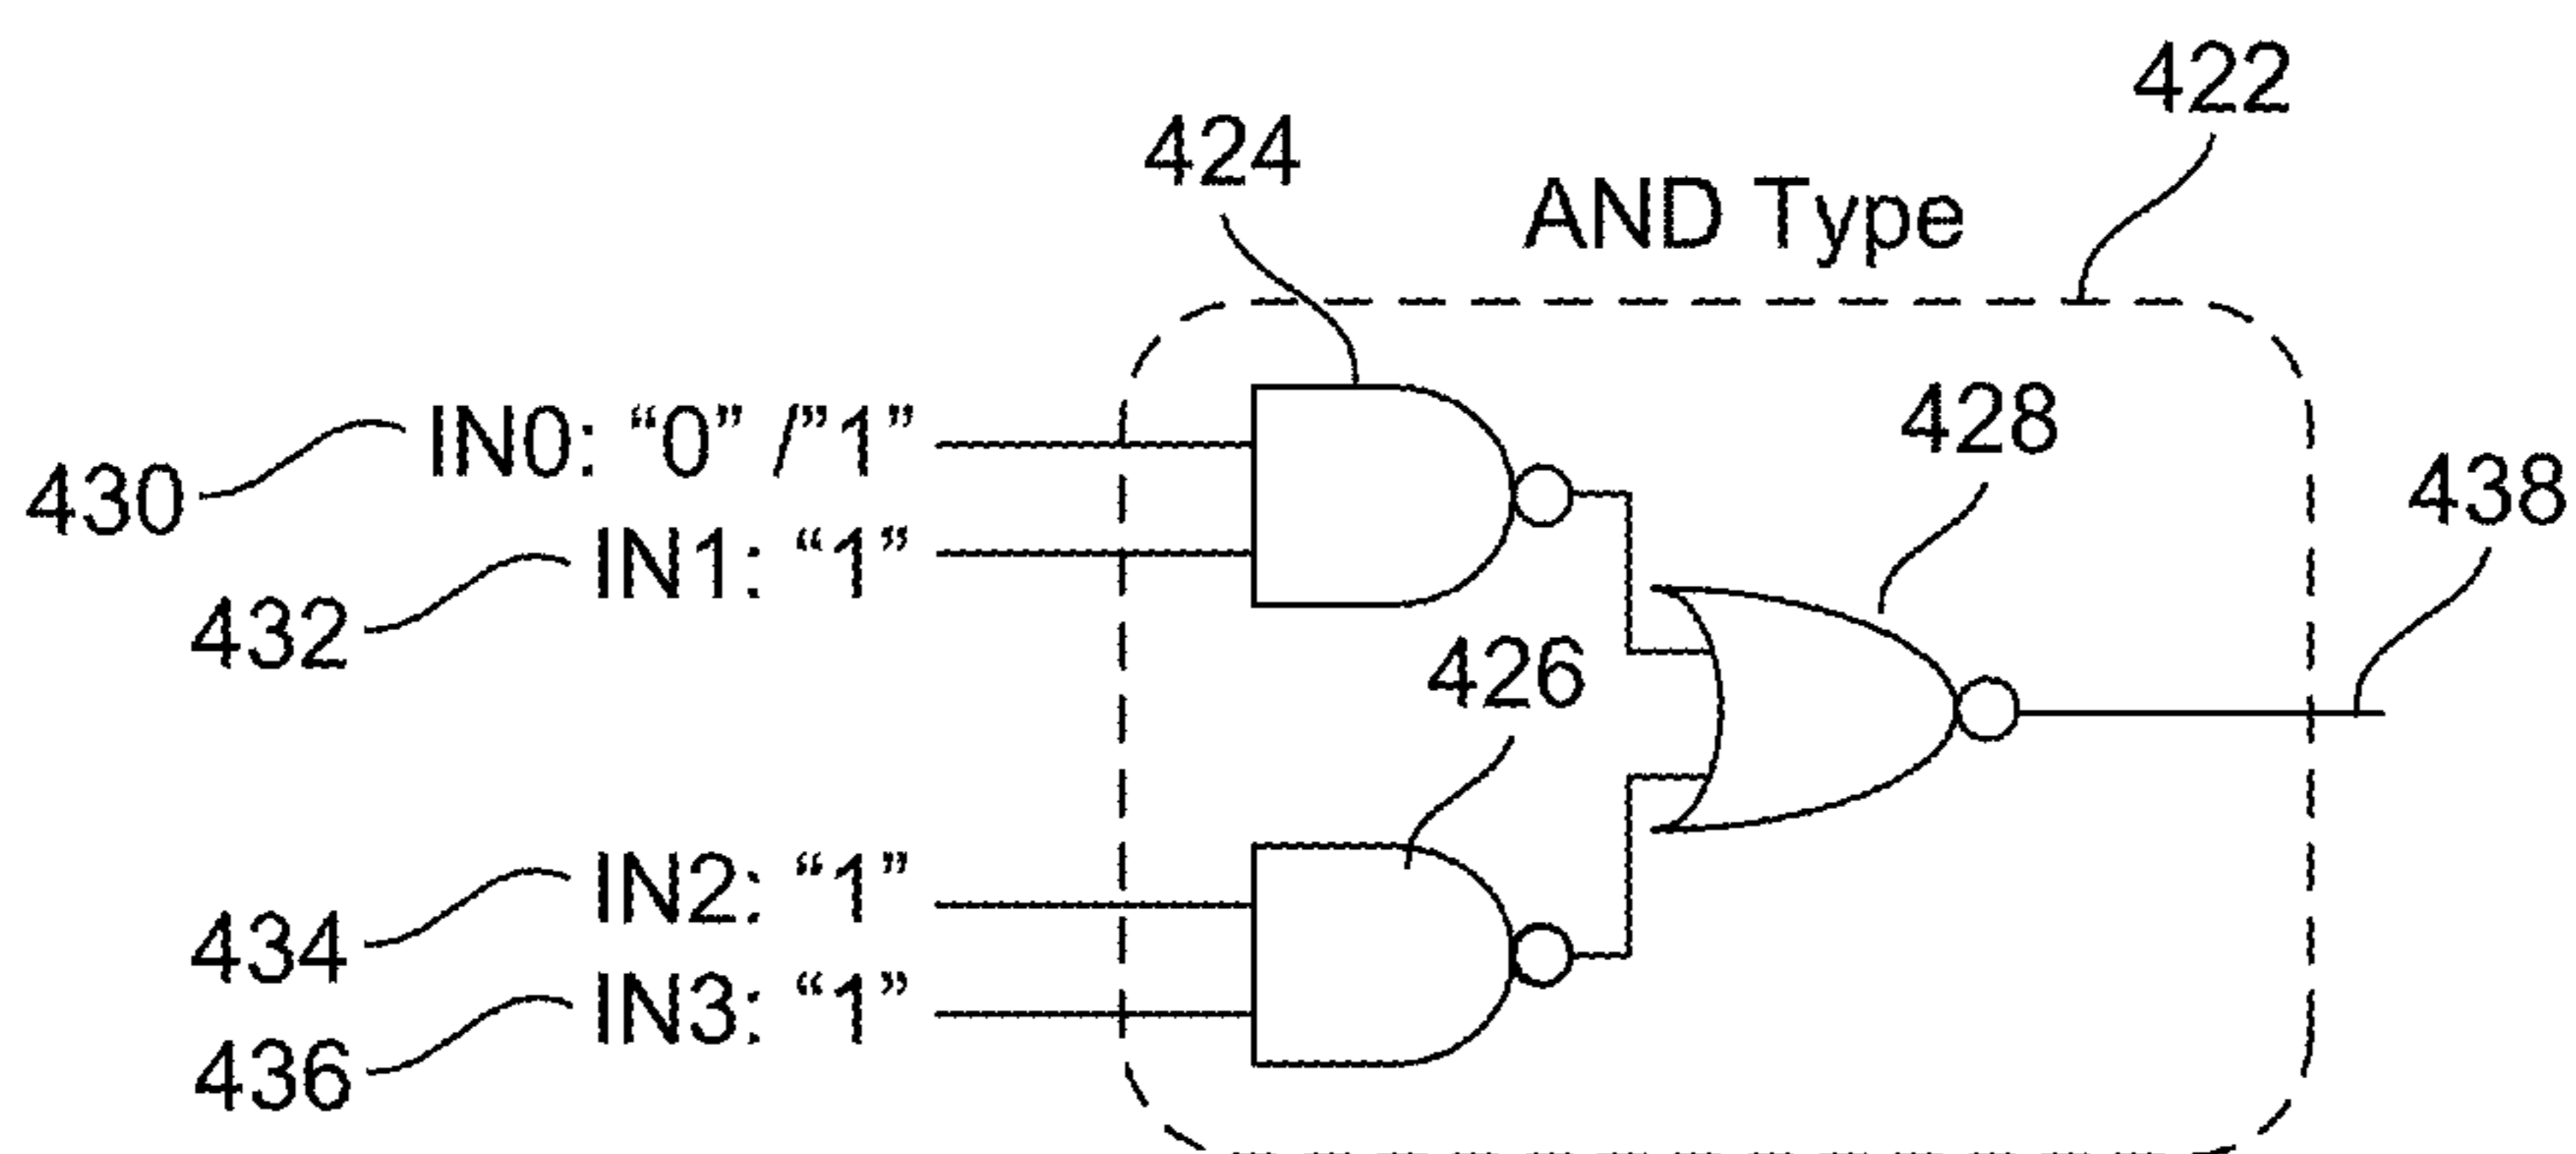 422
424
AND Type
430
IN0: “0” /”1”
428
438
432
IN1: “1”
426
434
IN2: “1”
436
IN3: “1”